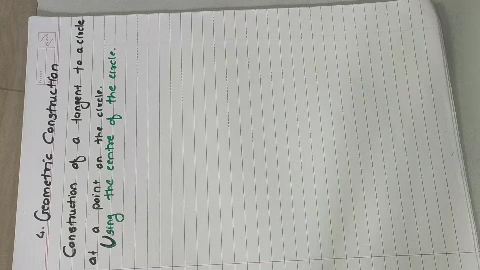 4. Geometric Construction
Construction of a tangent to a circle
at a point on the circle.
Using the centre of the circle.